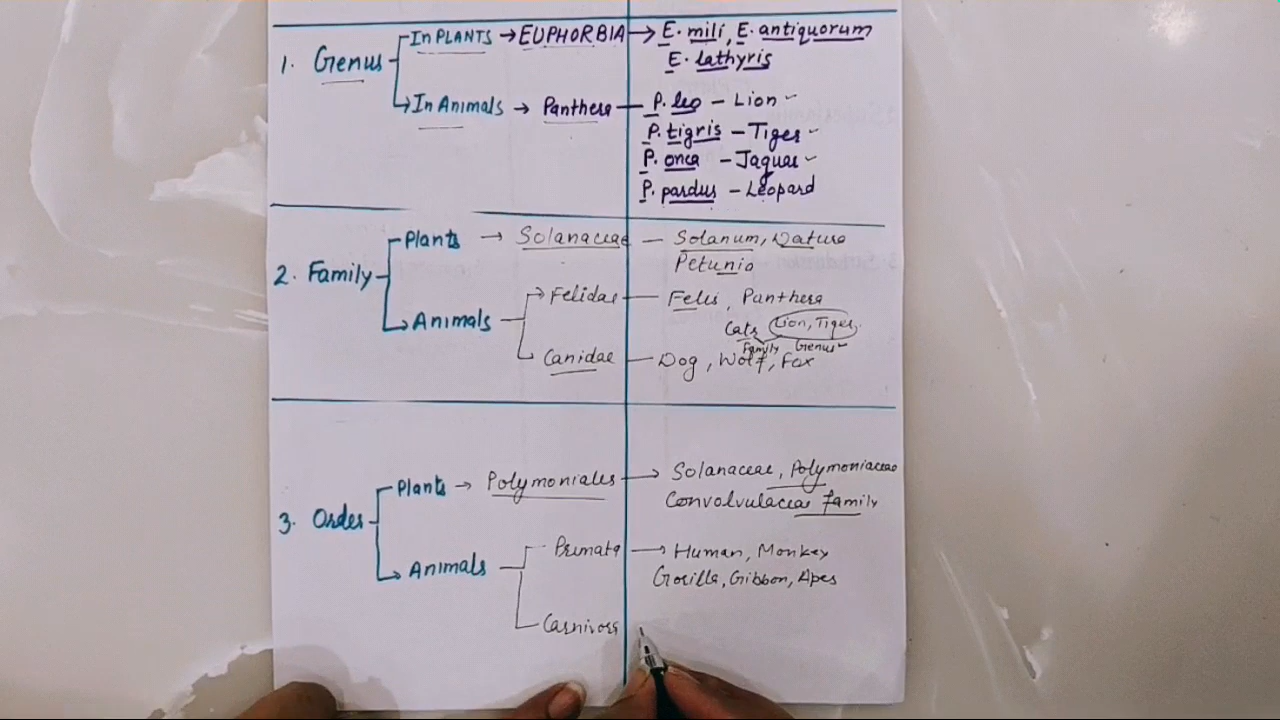 1. Genus In PLANTS → EUPHORBIA → E. mili, E. antiquorum
E. lathyris
In Animals → Panthera — P. leo – Lion
P. tigris – Tiger
P. onca – Jaguar
P. pardus – Leopard
2. Family Plants → Solanaceae — Solanum, Datura
Petunia
Animals Felidae — Felis, Panthera
Cats Lion, Tiger
Family Genus
Canidae — Dog, Wolf, Fox
3. Order Plants → Polymoniales → Solanaceae, Polymoniaceae
Convolvulaceae family
Animals Primata → Human, Monkey
Gorilla, Gibbon, Apes
Carnivora